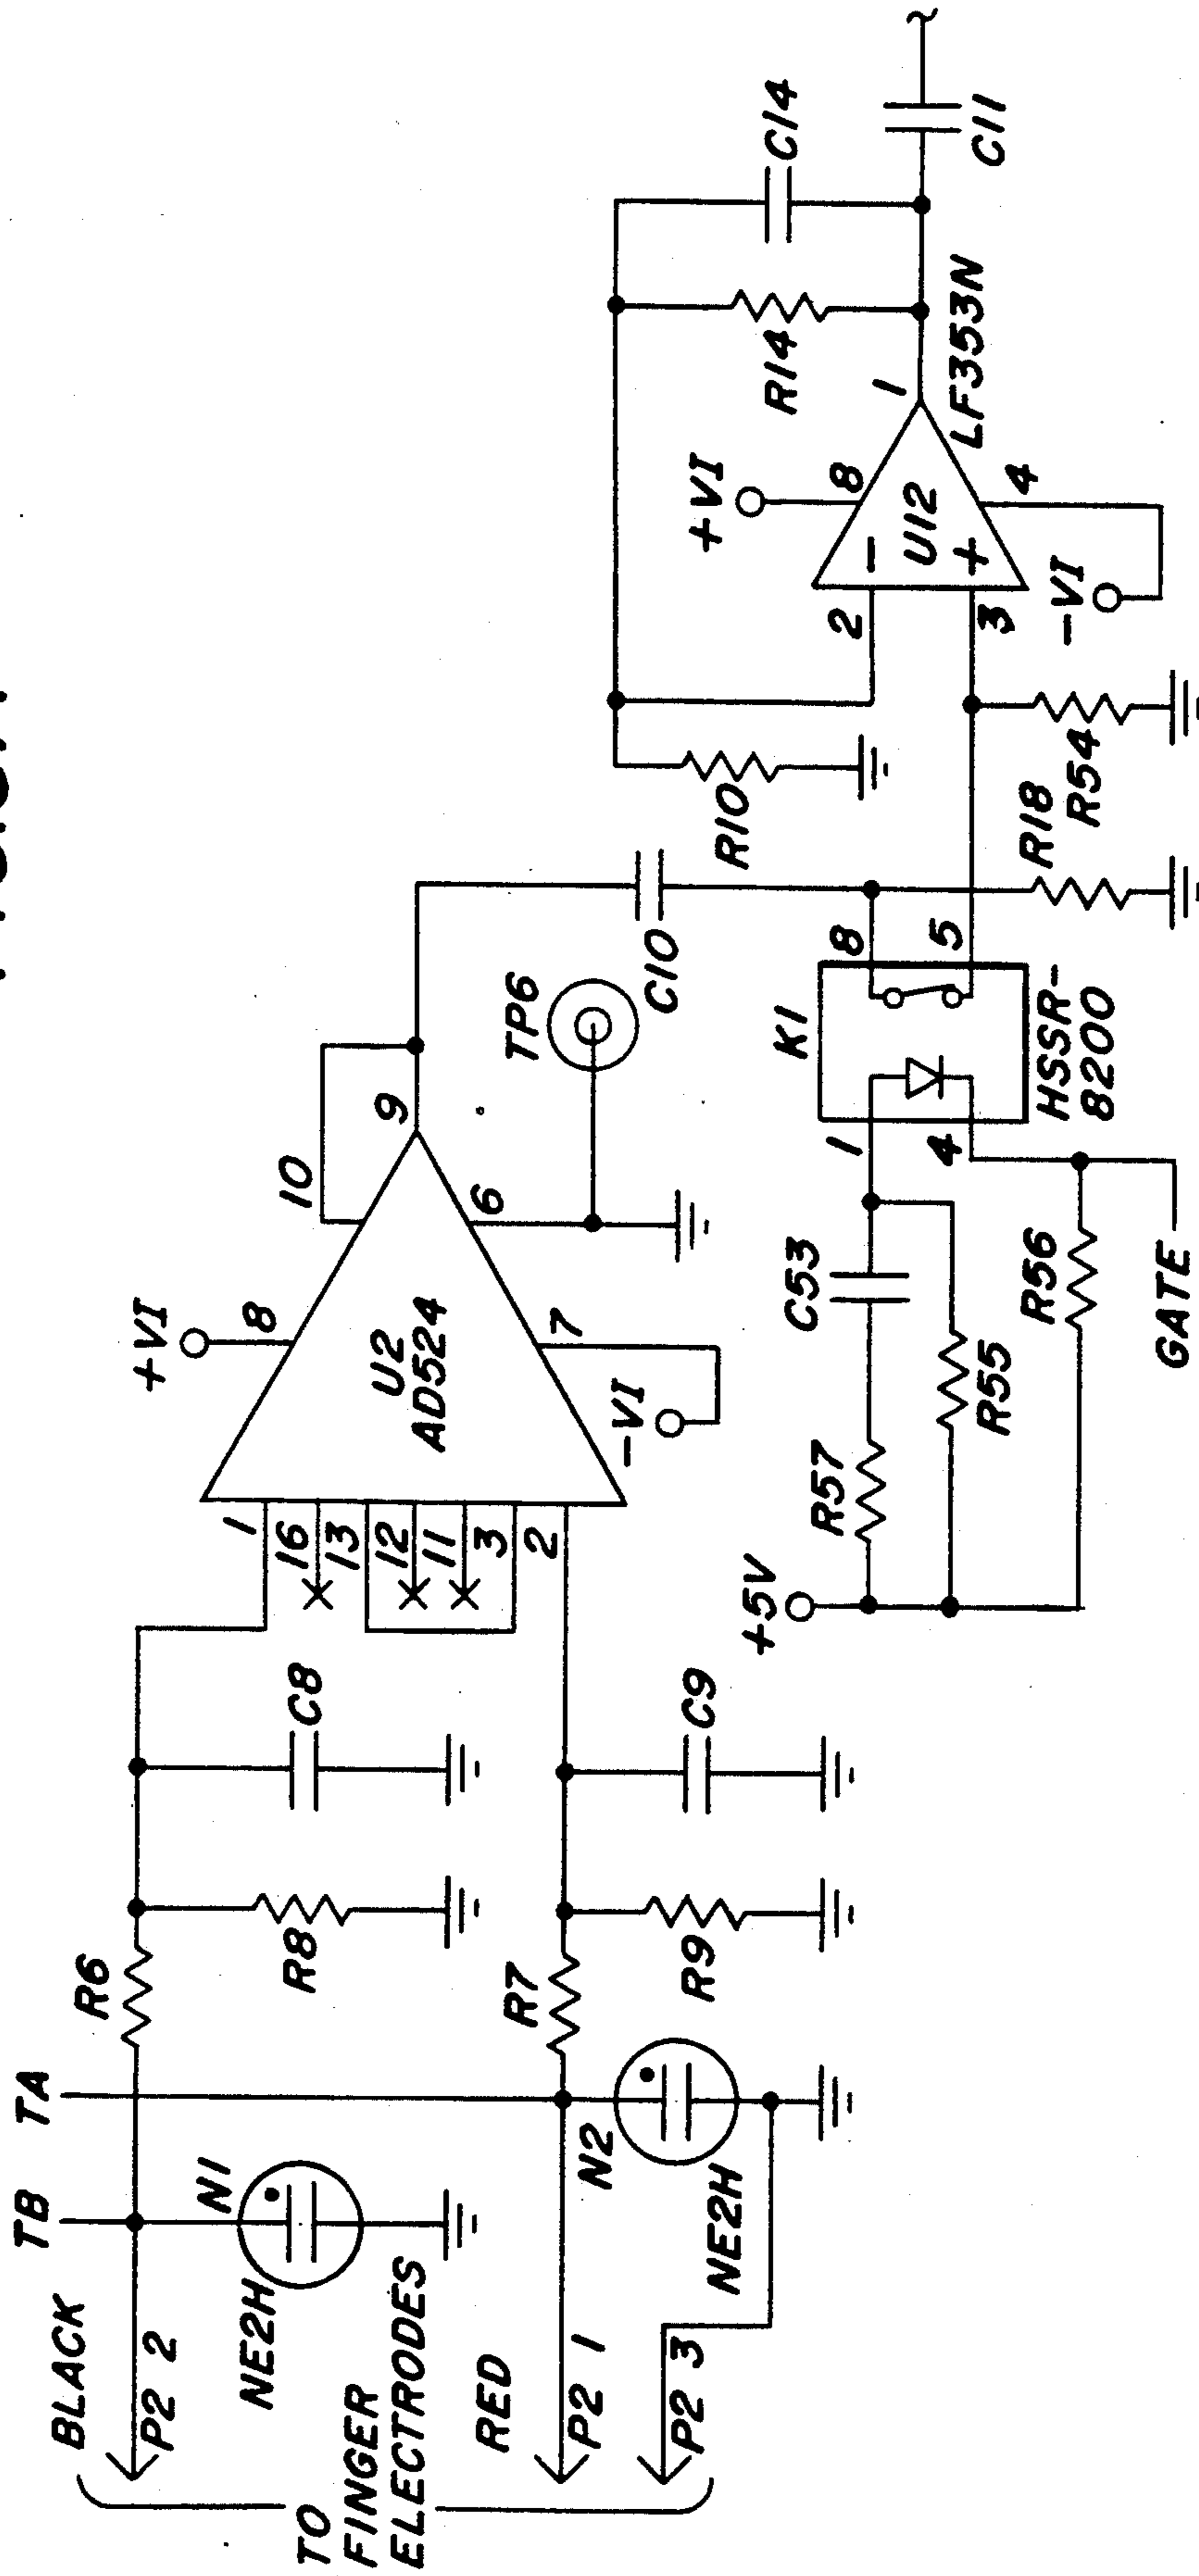 TB TA
BLACK
P2 2
N1
NE2H
R6
R8
C8
TO
FINGER
ELECTRODES
RED
P2 1
P2 3
N2
NE2H
R7
R9
C9
1
16
13
12
11
3
2
U2
AD524
+VI
8
10
9
6
7
-VI
TP6
C10
+5V
R57
C53
R55
R56
GATE
1
4
K1
8
5
HSSR-
8200
R10
R18
R54
2
3
-
+
U12
+VI
8
1
4
-VI
LF353N
R14
C14
C11